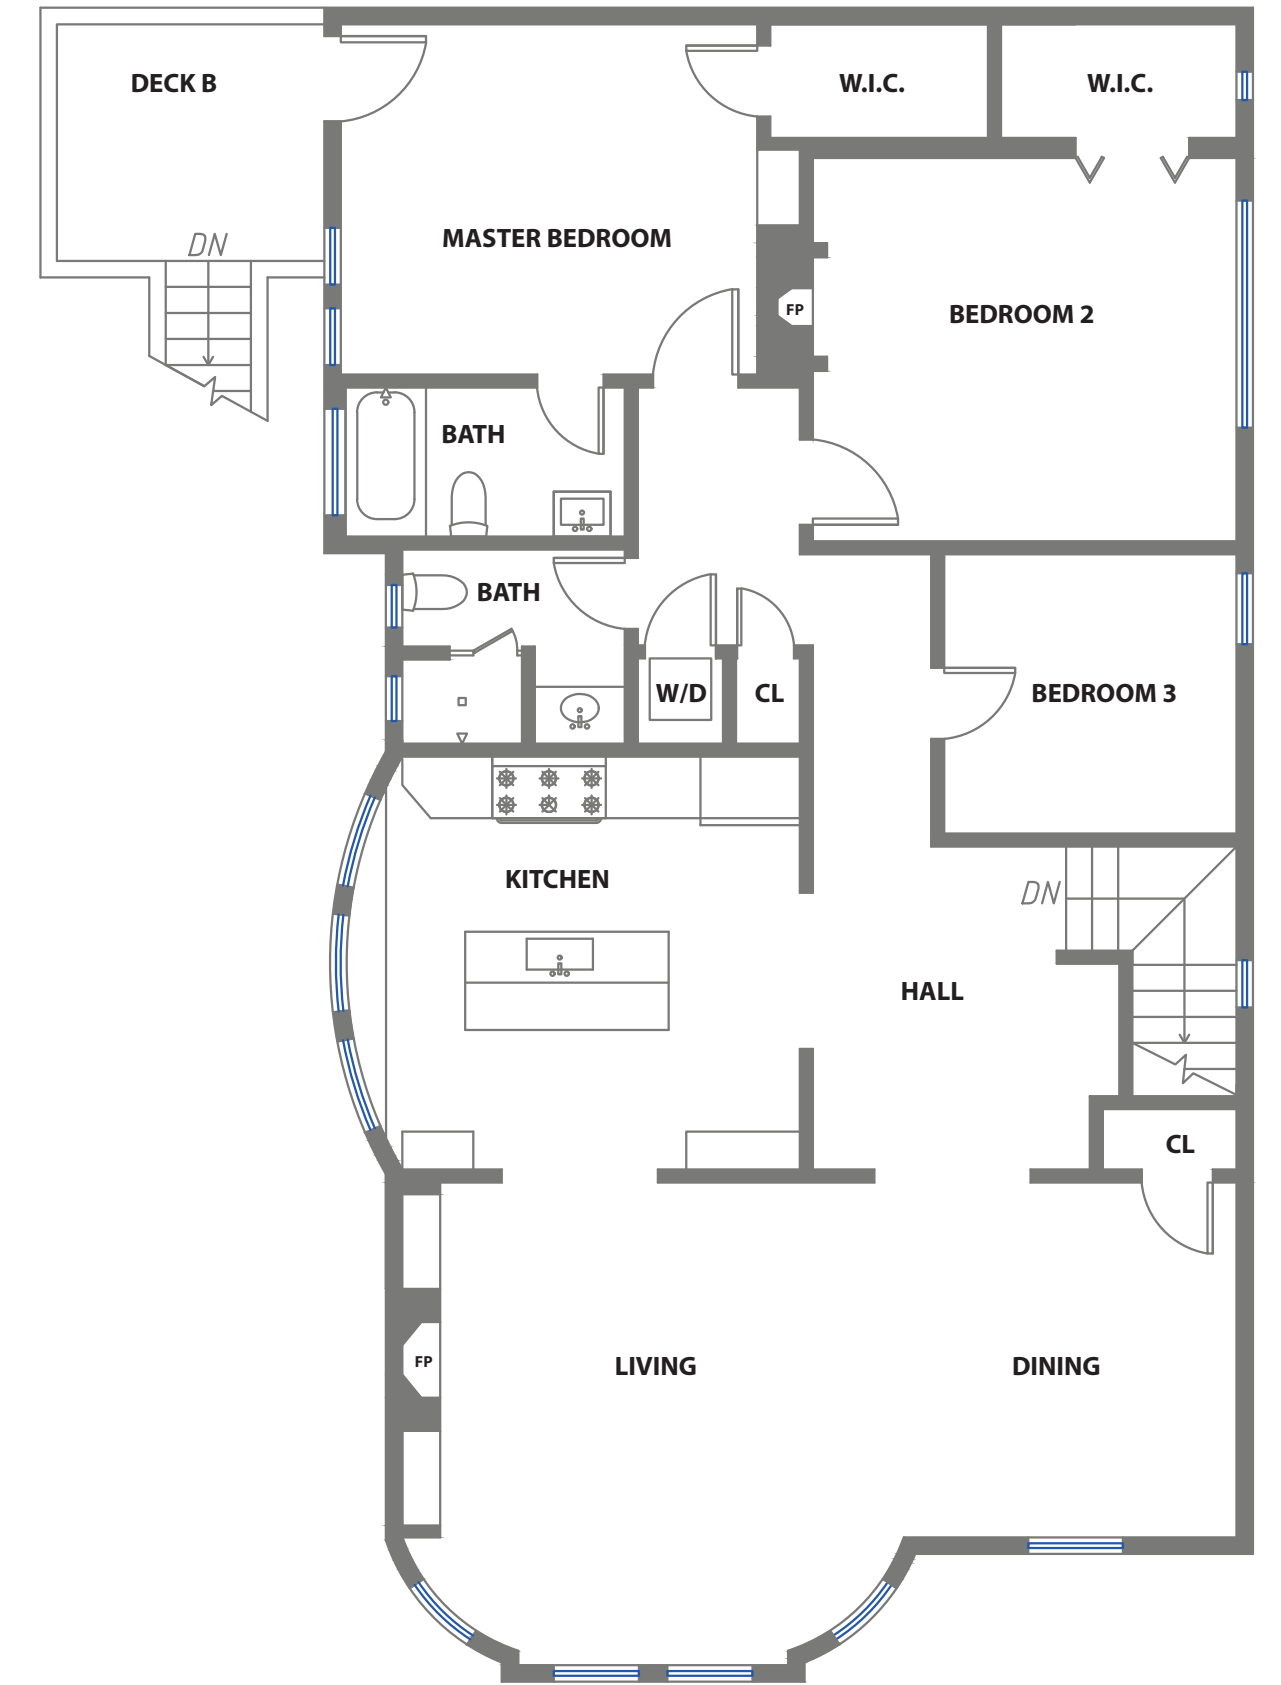 DECK B
W.I.C.
W.I.C.
DN
MASTER BEDROOM
FP
BEDROOM 2
BATH
BATH
W/D
CL
BEDROOM 3
KITCHEN
DN
HALL
CL
FP
LIVING
DINING